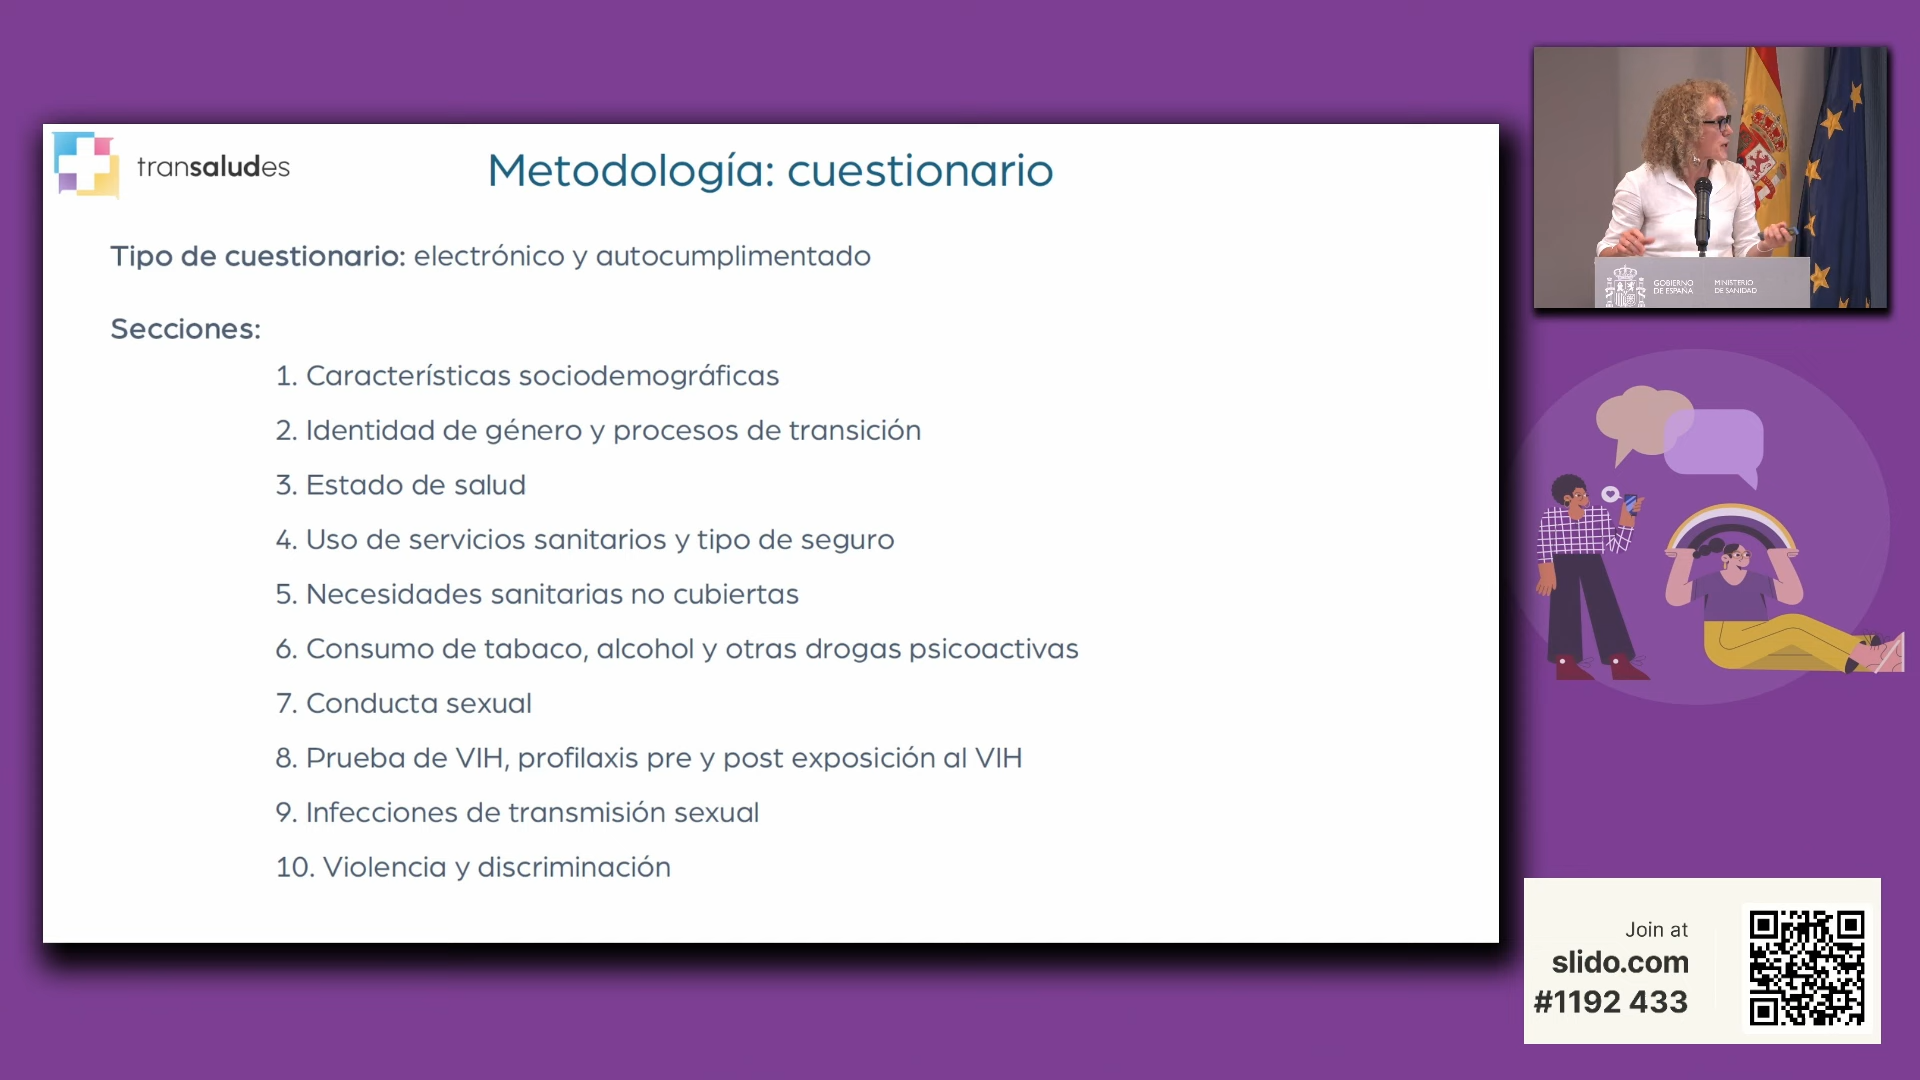 transaludes
Metodología: cuestionario
Tipo de cuestionario: electrónico y autocumplimentado
Secciones:
1. Características sociodemográficas
2. Identidad de género y procesos de transición
3. Estado de salud
4. Uso de servicios sanitarios y tipo de seguro
5. Necesidades sanitarias no cubiertas
6. Consumo de tabaco, alcohol y otras drogas psicoactivas
7. Conducta sexual
8. Prueba de VIH, profilaxis pre y post exposición al VIH
9. Infecciones de transmisión sexual
10. Violencia y discriminación
GOBIERNO
DE ESPAÑA
MINISTERIO
DE SANIDAD
Join at
slido.com
#1192 433